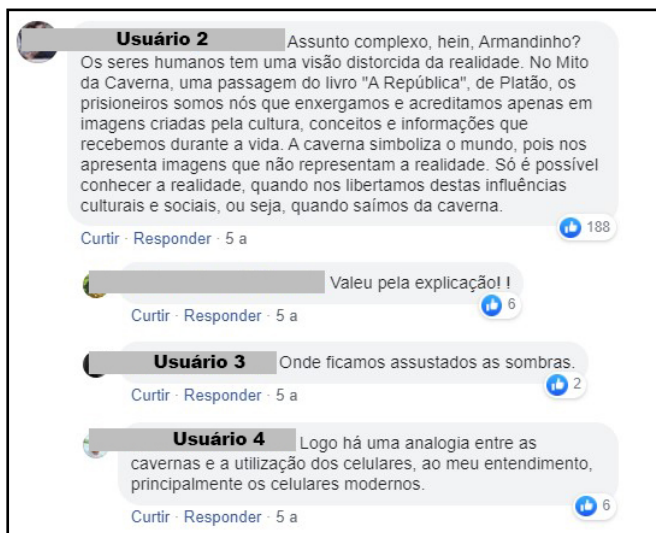 Usuário 2 Assunto complexo, hein, Armandinho?
Os seres humanos tem uma visão distorcida da realidade. No Mito
da Caverna, uma passagem do livro "A República", de Platão, os
prisioneiros somos nós que enxergamos e acreditamos apenas em
imagens criadas pela cultura, conceitos e informações que
recebemos durante a vida. A caverna simboliza o mundo, pois nos
apresenta imagens que não representam a realidade. Só é possível
conhecer a realidade, quando nos libertamos destas influências
culturais e sociais, ou seja, quando saímos da caverna.
188
Curtir · Responder · 5 a
Valeu pela explicação! !
6
Curtir · Responder · 5 a
Usuário 3 Onde ficamos assustados as sombras.
2
Curtir · Responder · 5 a
Usuário 4 Logo há uma analogia entre as
cavernas e a utilização dos celulares, ao meu entendimento,
principalmente os celulares modernos.
6
Curtir · Responder · 5 a